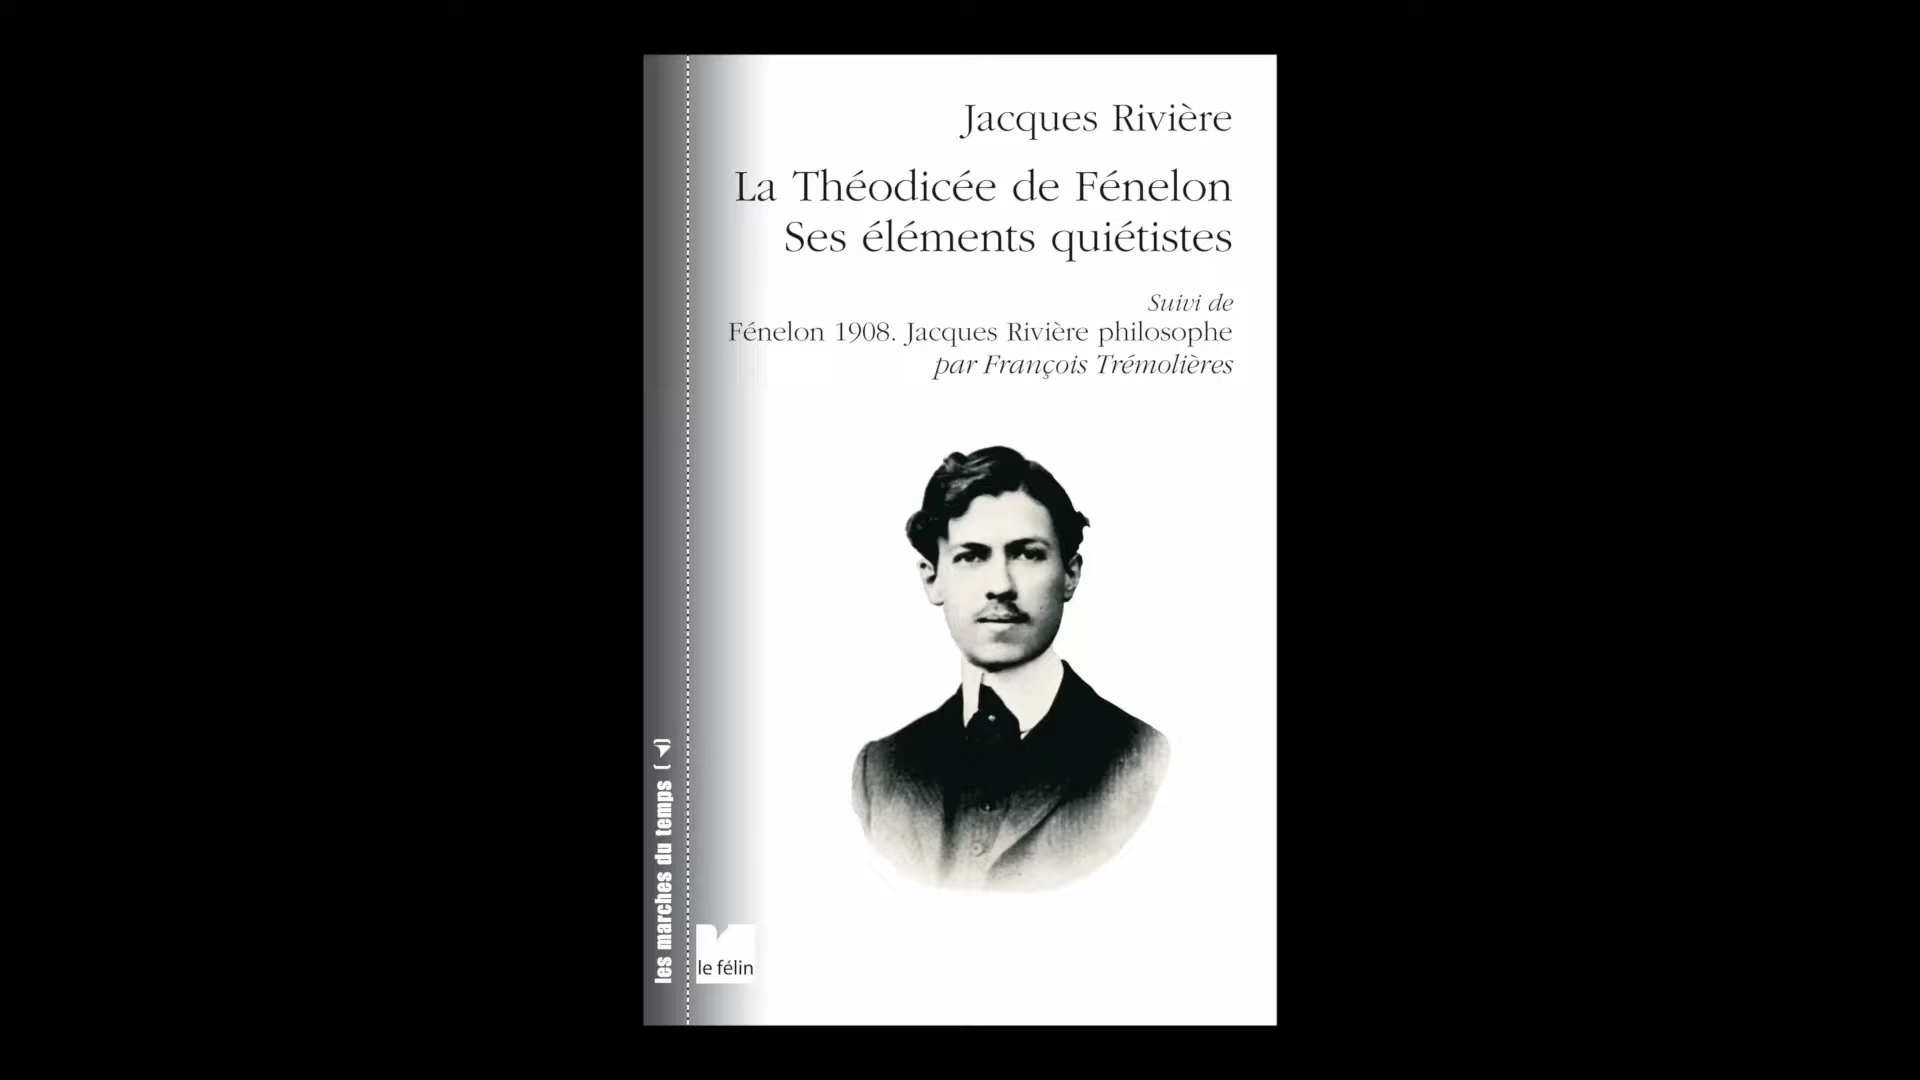 Jacques Rivière
La Théodicée de Fénelon
Ses éléments quiétistes
Suivi de
Fénelon 1908. Jacques Rivière philosophe
par François Trémolières
les marches du temps
le félin